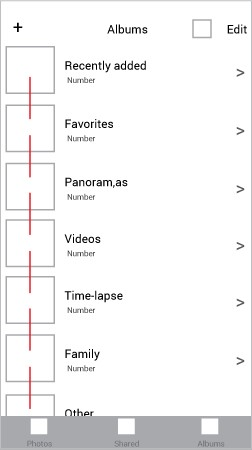 + Albums Edit
Recently added
Number
>
Favorites
Number
>
Panoram,as
Number
>
Videos
Number
>
Time-lapse
Number
>
Family
Number
>
Other
Photos Shared Albums